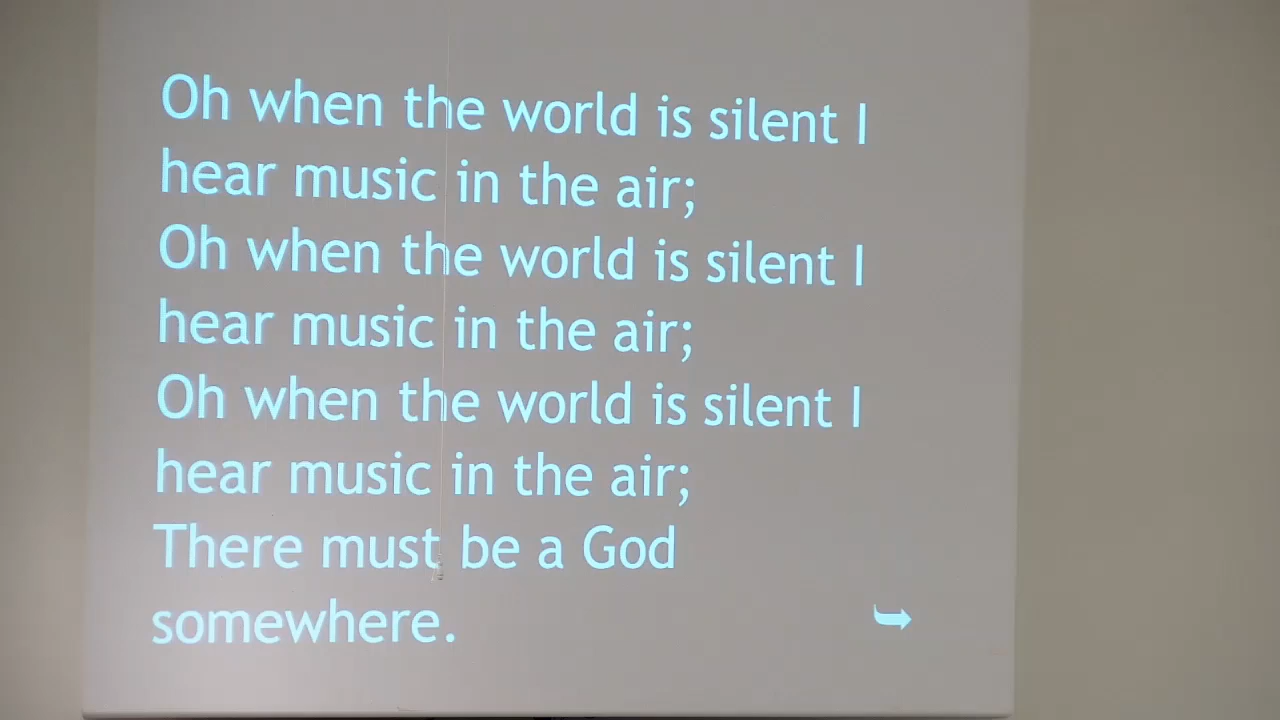 Oh when the world is silent I
hear music in the air;
Oh when the world is silent I
hear music in the air;
Oh when the world is silent I
hear music in the air;
There must be a God
somewhere.